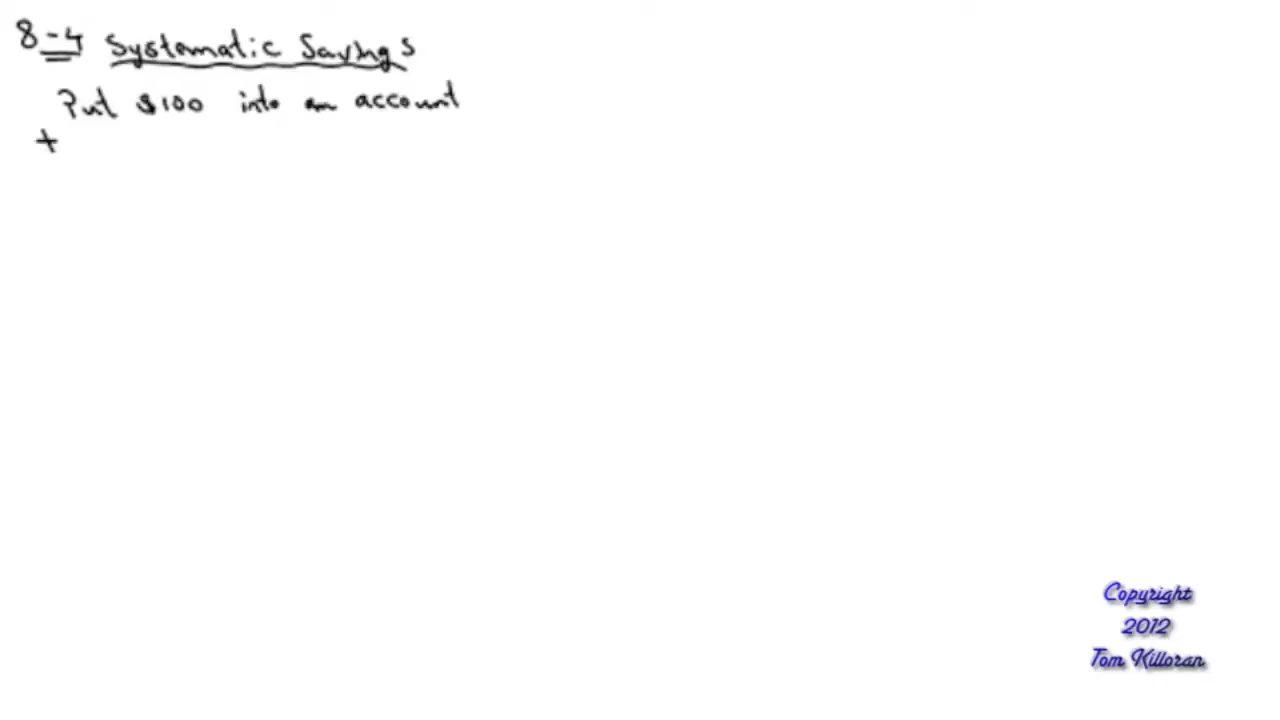 8-4 Systematic Savings
Put $100 into an account
+
Copyright
2012
Tom Killoran